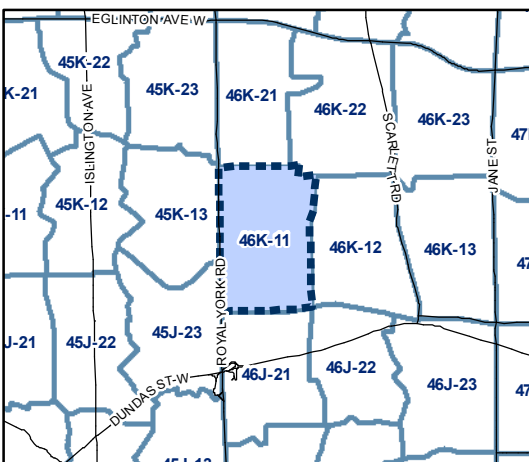 EGLINTON AVE W
45K-22
K-21
45K-23
46K-21
46K-22
46K-23
47
ISLINGTON AVE
SCARLETT RD
JANE ST
-11
45K-12
45K-13
46K-11
46K-12
46K-13
47
ROYAL YORK RD
J-21
45J-22
45J-23
46J-21
46J-22
46J-23
47
DUNDAS ST W